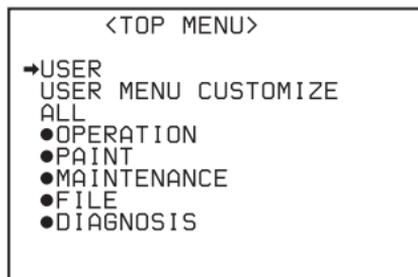 <TOP MENU>
➡USER
USER MENU CUSTOMIZE
ALL
●OPERATION
●PAINT
●MAINTENANCE
●FILE
●DIAGNOSIS